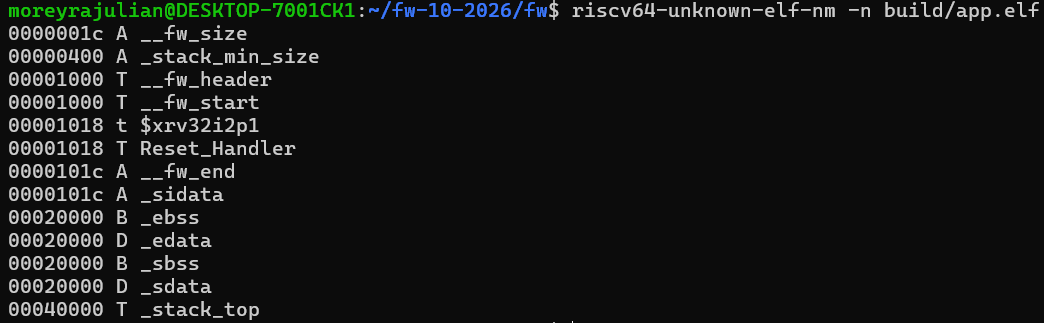 moreyrajulian@DESKTOP-7001CK1:~/fw-10-2026/fw$ riscv64-unknown-elf-nm -n build/app.elf
0000001c A __fw_size
00000400 A _stack_min_size
00001000 T __fw_header
00001000 T __fw_start
00001018 t $xrv32i2p1
00001018 T Reset_Handler
0000101c A __fw_end
0000101c A _sidata
00020000 B _ebss
00020000 D _edata
00020000 B _sbss
00020000 D _sdata
00040000 T _stack_top